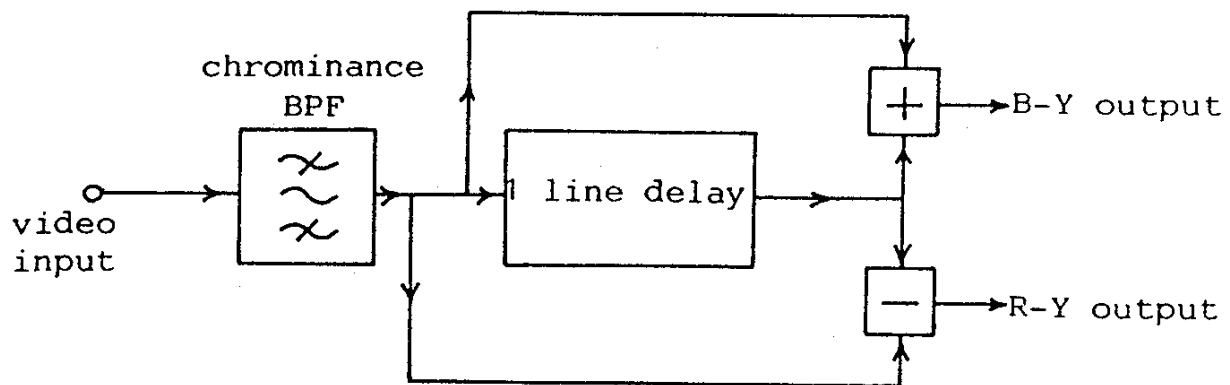 chrominance
BPF
video
input
1 line delay
+
B-Y output
−
R-Y output